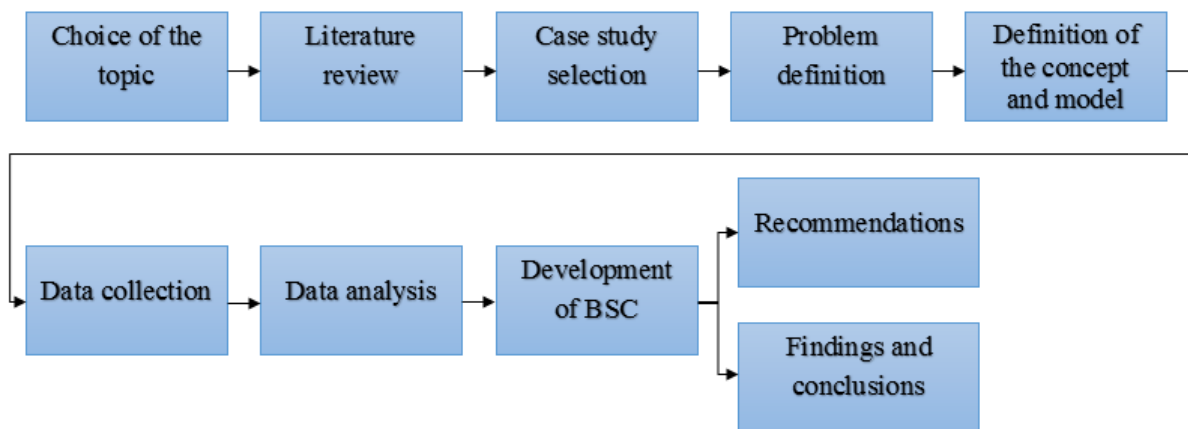 Choice of the
topic
Literature
review
Case study
selection
Problem
definition
Definition of
the concept
and model
Data collection
Data analysis
Development
of BSC
Recommendations
Findings and
conclusions